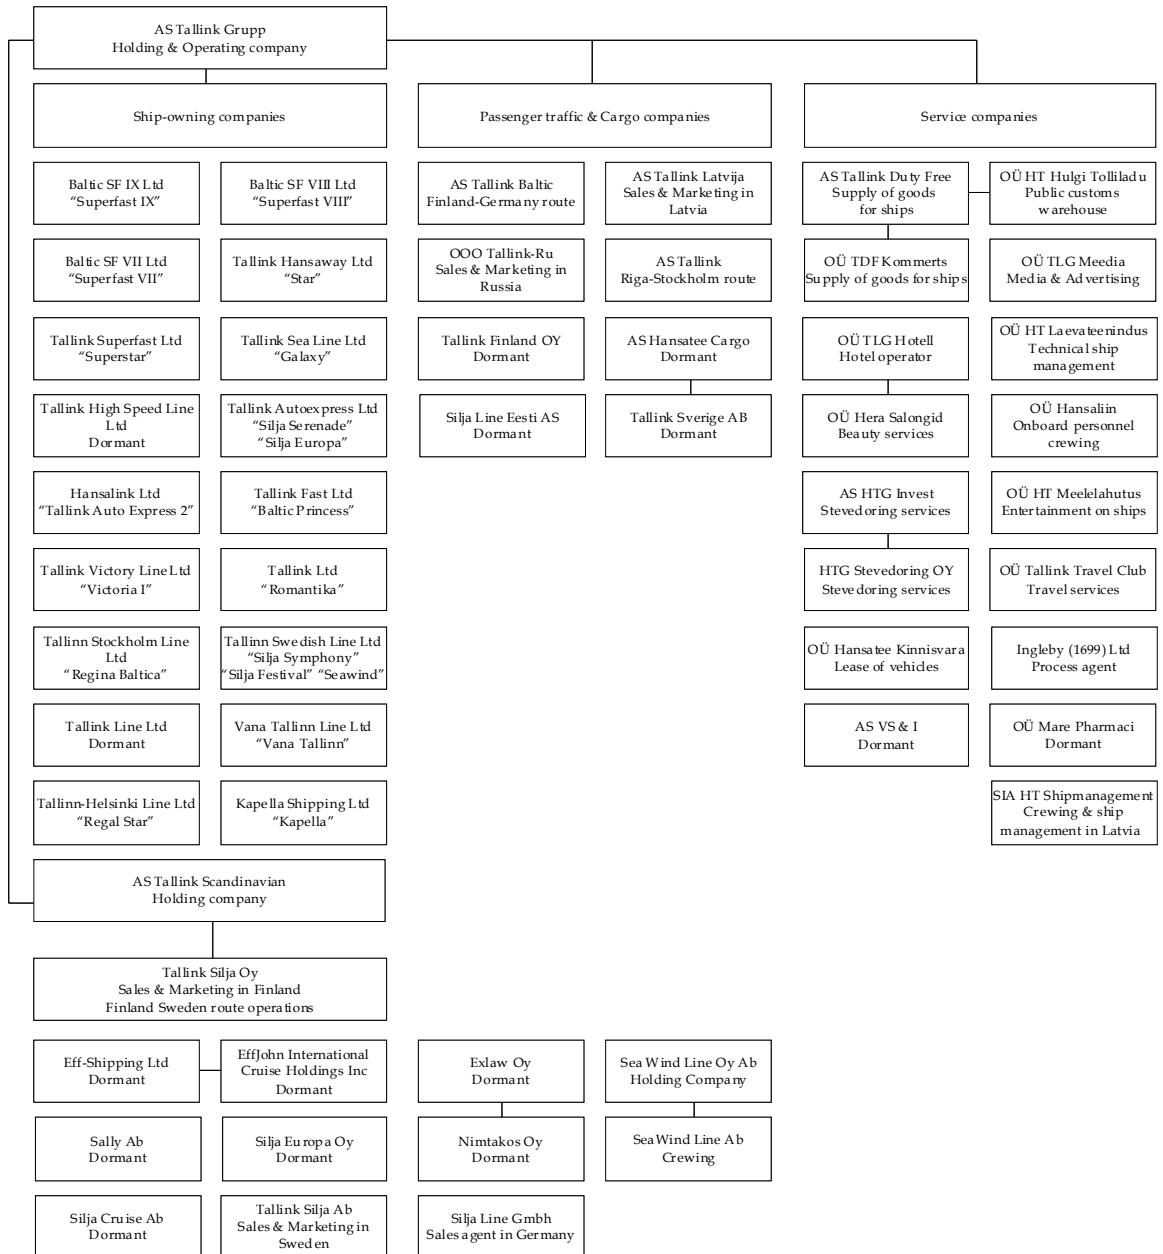 AS Tallink Grupp
Holding & Operating company
Ship-owning companies
Passenger traffic & Cargo companies
Service companies
Baltic SF IX Ltd
“Superfast IX”
Baltic SF VIII Ltd
“Superfast VIII”
AS Tallink Baltic
Finland-Germany route
AS Tallink Latvija
Sales & Marketing in
Latvia
AS Tallink Duty Free
Supply of goods
for ships
OÜ HT Hulgi Tolliladu
Public customs
warehouse
Baltic SF VII Ltd
“Superfast VII”
Tallink Hansaway Ltd
“Star”
OOO Tallink-Ru
Sales & Marketing in
Russia
AS Tallink
Riga-Stockholm route
OÜ TDF Kommerts
Supply of goods for ships
OÜ TLG Meedia
Media & Advertising
Tallink Superfast Ltd
“Superstar”
Tallink Sea Line Ltd
“Galaxy”
Tallink Finland OY
Dormant
AS Hansatee Cargo
Dormant
OÜ TLG Hotell
Hotel operator
OÜ HT Laevateenindus
Technical ship
management
Tallink High Speed Line
Ltd
Dormant
Tallink Autoexpress Ltd
“Silja Serenade”
“Silja Europa”
Silja Line Eesti AS
Dormant
Tallink Sverige AB
Dormant
OÜ Hera Salongid
Beauty services
OÜ Hansaliin
Onboard personnel
crewing
Hansalink Ltd
“Tallink Auto Express 2”
Tallink Fast Ltd
“Baltic Princess”
AS HTG Invest
Stevedoring services
OÜ HT Meelelahutus
Entertainment on ships
Tallink Victory Line Ltd
“Victoria I”
Tallink Ltd
“Romantika”
HTG Stevedoring OY
Stevedoring services
OÜ Tallink Travel Club
Travel services
Tallinn Stockholm Line
Ltd
“Regina Baltica”
Tallinn Swedish Line Ltd
“Silja Symphony”
“Silja Festival” “Seawind”
OÜ Hansatee Kinnisvara
Lease of vehicles
Ingleby (1699) Ltd
Process agent
Tallink Line Ltd
Dormant
Vana Tallinn Line Ltd
“Vana Tallinn”
AS VS & I
Dormant
OÜ Mare Pharmaci
Dormant
Tallinn-Helsinki Line Ltd
“Regal Star”
Kapella Shipping Ltd
“Kapella”
SIA HT Shipmanagement
Crewing & ship
management in Latvia
AS Tallink Scandinavian
Holding company
Tallink Silja Oy
Sales & Marketing in Finland
Finland Sweden route operations
Eff-Shipping Ltd
Dormant
EffJohn International
Cruise Holdings Inc
Dormant
Exlaw Oy
Dormant
Sea Wind Line Oy Ab
Holding Company
Sally Ab
Dormant
Silja Europa Oy
Dormant
Nimtakos Oy
Dormant
Sea Wind Line Ab
Crewing
Silja Cruise Ab
Dormant
Tallink Silja Ab
Sales & Marketing in
Sweden
Silja Line Gmbh
Sales agent in Germany